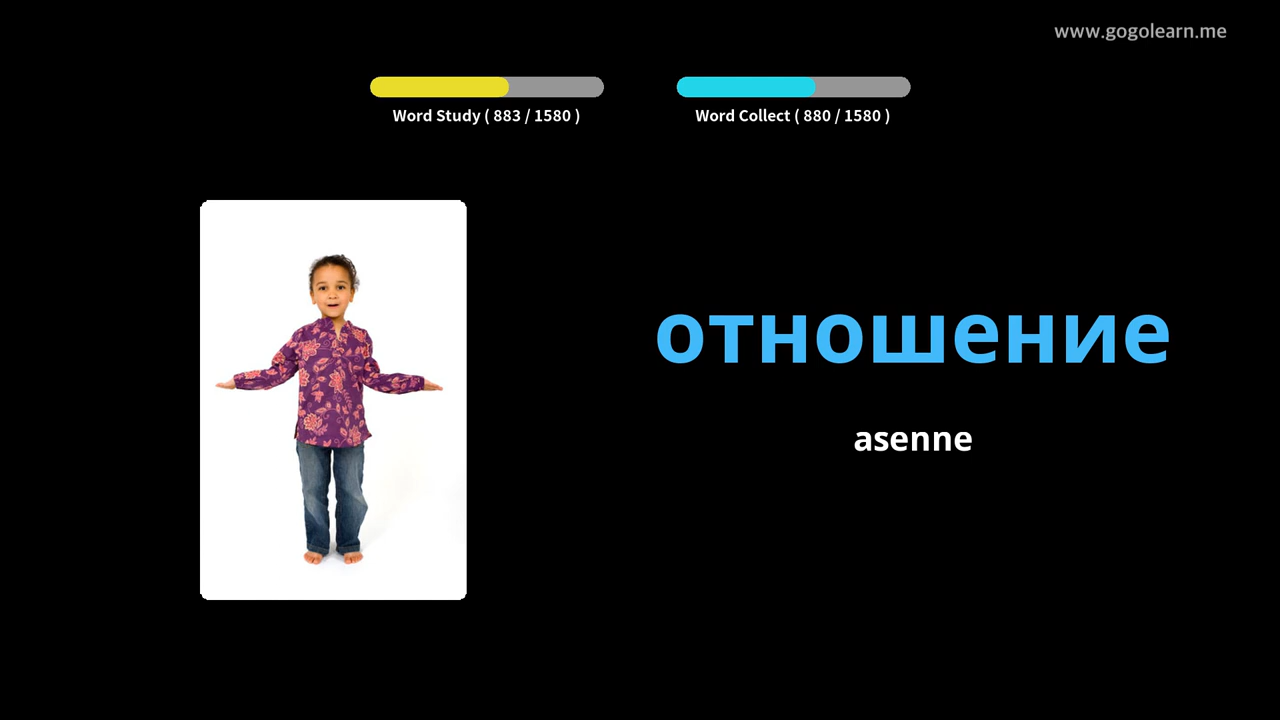 www.gogolearn.me
Word Study ( 883 / 1580 )
Word Collect ( 880 / 1580 )
отношение
asenne